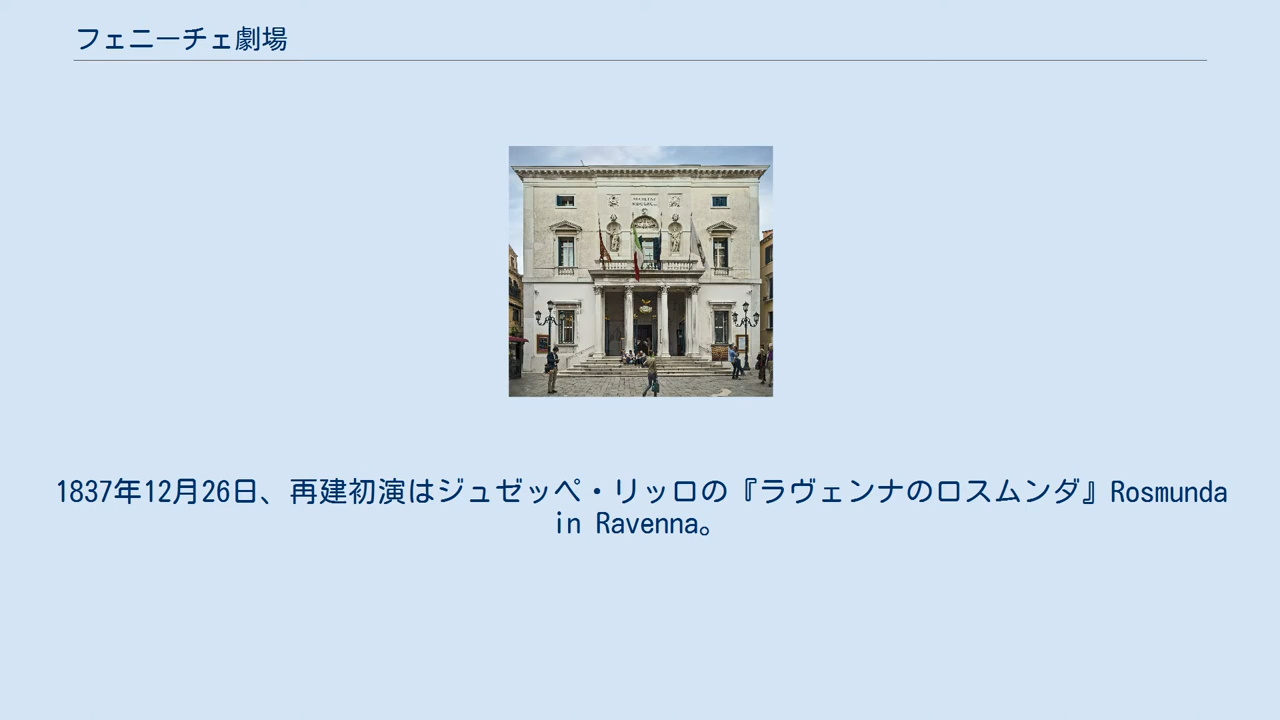 フェニーチェ劇場
1837年12月26日、再建初演はジュゼッペ・リッロの『ラヴェンナのロスムンダ』Rosmunda
in Ravenna。